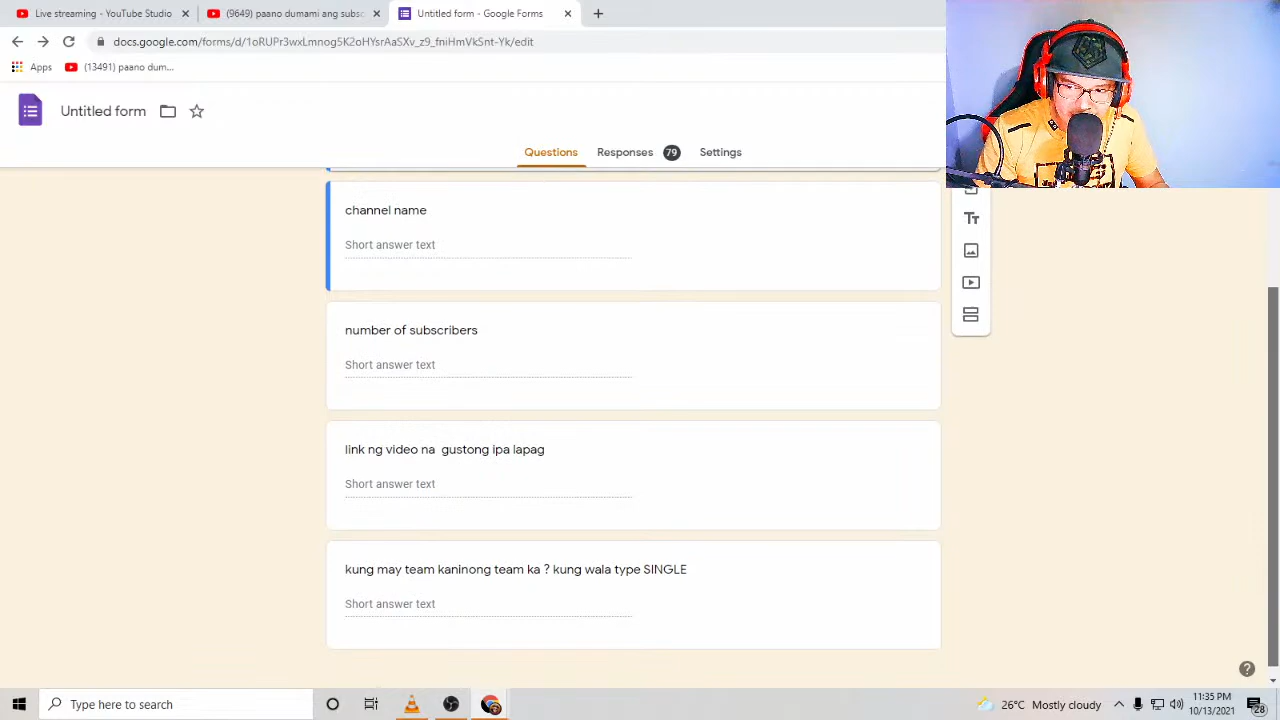 Live streaming - YouTube Studio
(9649) paano dumami ang subsc
Untitled form - Google Forms
docs.google.com/forms/d/
Apps
(13491) paano dum...
Untitled form
Questions
Responses
79
Settings
channel name
Short answer text
number of subscribers
Short answer text
link ng video na gustong ipa lapag
Short answer text
kung may team kaninong team ka ? kung wala type SINGLE
Short answer text
Type here to search
26°C Mostly cloudy
11:35 PM
10/13/2021
28